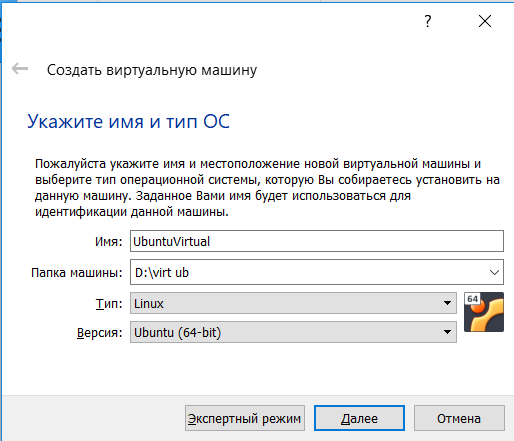 ?
Создать виртуальную машину
Укажите имя и тип ОС
Пожалуйста укажите имя и местоположение новой виртуальной машины и
выберите тип операционной системы, которую Вы собираетесь установить на
данную машину. Заданное Вами имя будет использоваться для
идентификации данной машины.
Имя: UbuntuVirtual
Папка машины: D:\virt ub
Тип: Linux 64
Версия: Ubuntu (64-bit)
Экспертный режим Далее Отмена